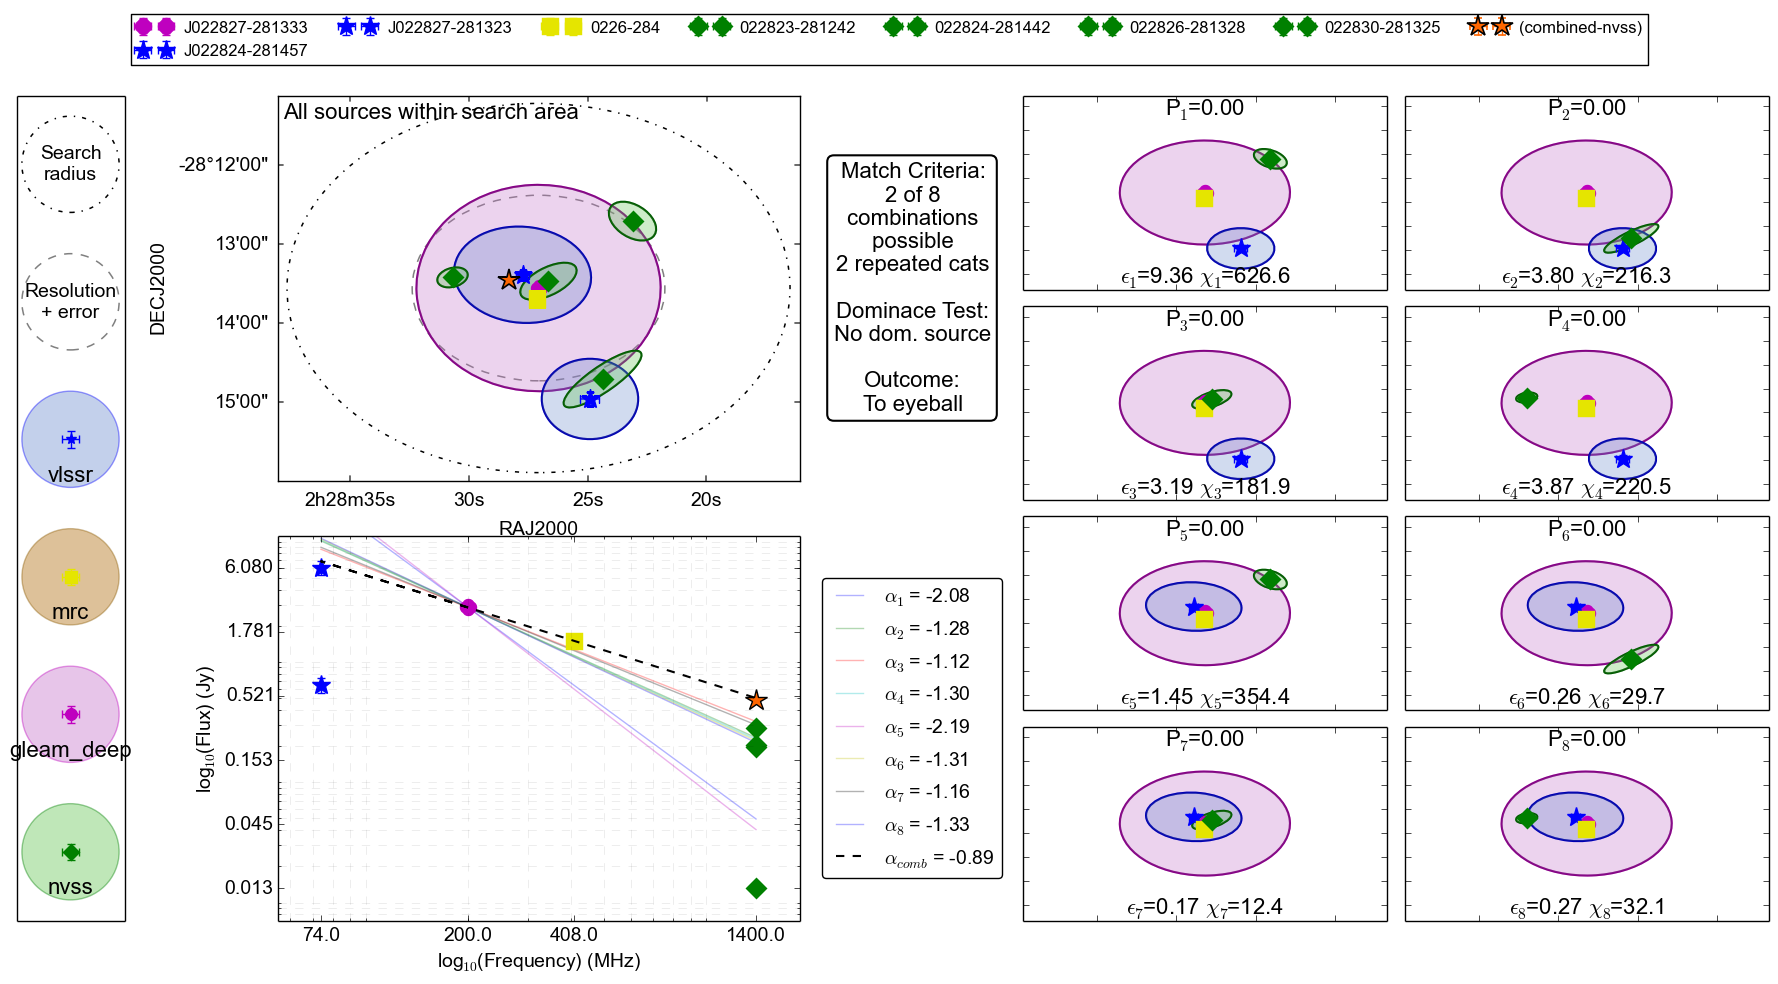 J022827-281333 J022827-281323 0226-284 022823-281242 022824-281442 022826-281328 022830-281325 (combined-nvss)
J022824-281457
Search
radius
Resolution
+ error
vlssr
mrc
gleam_deep
nvss
All sources within search area
DECJ2000
-28°12'00"
13'00"
14'00"
15'00"
2h28m35s 30s 25s 20s
RAJ2000
Match Criteria:
2 of 8
combinations
possible
2 repeated cats
Dominace Test:
No dom. source
Outcome:
To eyeball
log10(Flux) (Jy)
6.080
1.781
0.521
0.153
0.045
0.013
74.0 200.0 408.0 1400.0
log10(Frequency) (MHz)
α1 = -2.08
α2 = -1.28
α3 = -1.12
α4 = -1.30
α5 = -2.19
α6 = -1.31
α7 = -1.16
α8 = -1.33
αcomb = -0.89
P1=0.00
ϵ1=9.36 χ1=626.6
P2=0.00
ϵ2=3.80 χ2=216.3
P3=0.00
ϵ3=3.19 χ3=181.9
P4=0.00
ϵ4=3.87 χ4=220.5
P5=0.00
ϵ5=1.45 χ5=354.4
P6=0.00
ϵ6=0.26 χ6=29.7
P7=0.00
ϵ7=0.17 χ7=12.4
P8=0.00
ϵ8=0.27 χ8=32.1